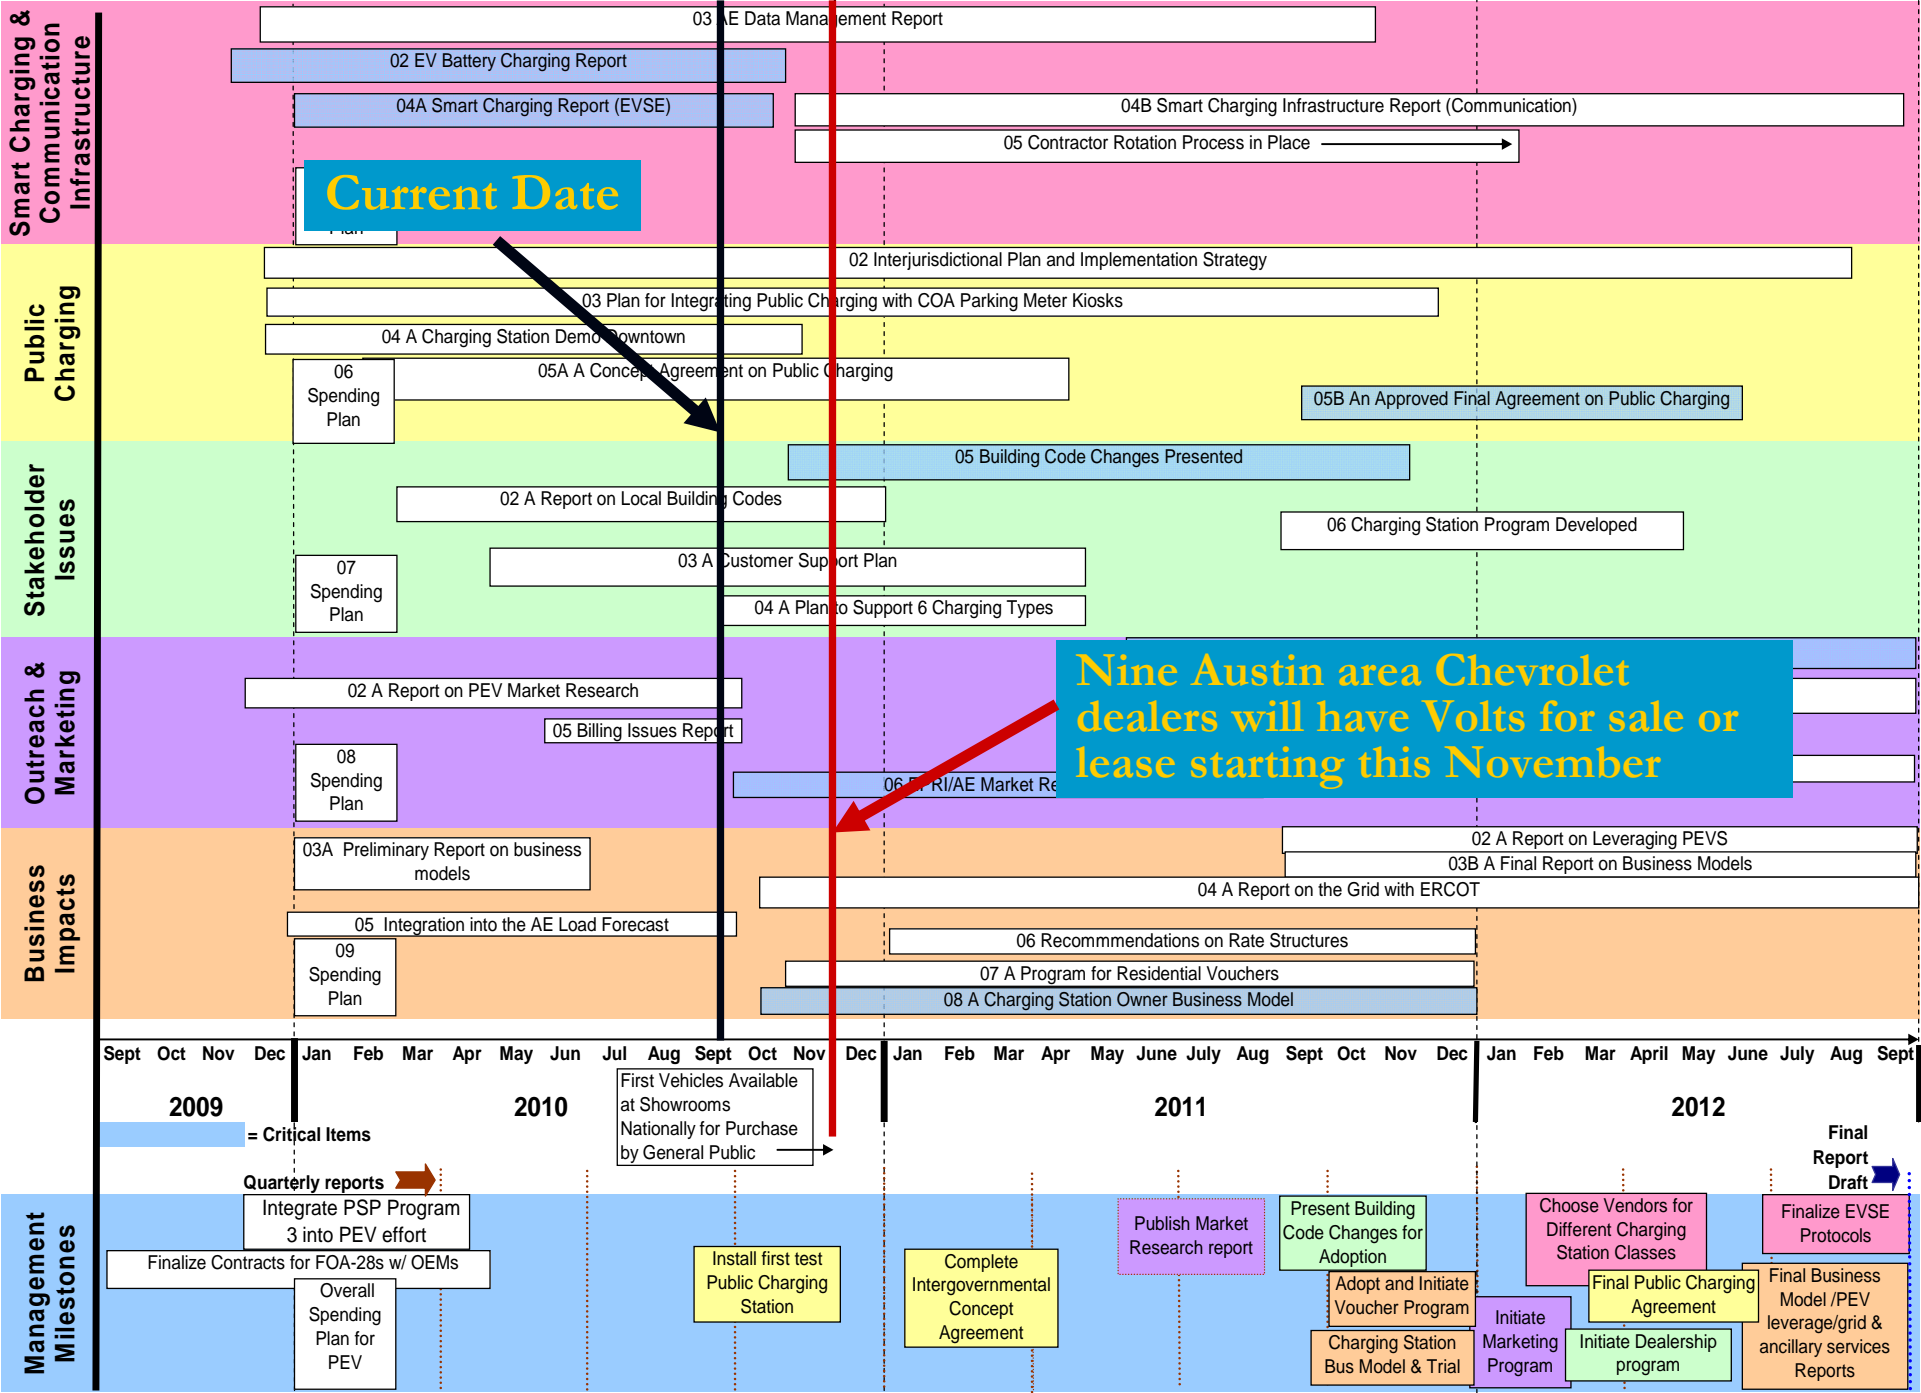 Smart Charging &
Communication
Infrastructure
03 AE Data Management Report
02 EV Battery Charging Report
04A Smart Charging Report (EVSE)
04B Smart Charging Infrastructure Report (Communication)
05 Contractor Rotation Process in Place
Current Date
Plan
Public
Charging
02 Interjurisdictional Plan and Implementation Strategy
03 Plan for Integrating Public Charging with COA Parking Meter Kiosks
04 A Charging Station Demo Downtown
05A A Concept Agreement on Public Charging
06
Spending
Plan
05B An Approved Final Agreement on Public Charging
Stakeholder
Issues
05 Building Code Changes Presented
02 A Report on Local Building Codes
06 Charging Station Program Developed
03 A Customer Support Plan
07
Spending
Plan
04 A Plan to Support 6 Charging Types
Outreach &
Marketing
02 A Report on PEV Market Research
05 Billing Issues Report
08
Spending
Plan
06 EPRI/AE Market Re
Nine Austin area Chevrolet
dealers will have Volts for sale or
lease starting this November
Business
Impacts
03A Preliminary Report on business
models
02 A Report on Leveraging PEVS
03B A Final Report on Business Models
04 A Report on the Grid with ERCOT
05 Integration into the AE Load Forecast
09
Spending
Plan
06 Recommmendations on Rate Structures
07 A Program for Residential Vouchers
08 A Charging Station Owner Business Model
Sept Oct Nov Dec Jan Feb Mar Apr May Jun Jul Aug Sept Oct Nov Dec Jan Feb Mar Apr May June July Aug Sept Oct Nov Dec Jan Feb Mar April May June July Aug Sept
2009 2010 2011 2012
First Vehicles Available
at Showrooms
Nationally for Purchase
by General Public
= Critical Items
Quarterly reports
Final
Report
Draft
Management
Milestones
Integrate PSP Program
3 into PEV effort
Finalize Contracts for FOA-28s w/ OEMs
Overall
Spending
Plan for
PEV
Install first test
Public Charging
Station
Complete
Intergovernmental
Concept
Agreement
Publish Market
Research report
Present Building
Code Changes for
Adoption
Adopt and Initiate
Voucher Program
Charging Station
Bus Model & Trial
Initiate
Marketing
Program
Choose Vendors for
Different Charging
Station Classes
Final Public Charging
Agreement
Initiate Dealership
program
Finalize EVSE
Protocols
Final Business
Model /PEV
leverage/grid &
ancillary services
Reports